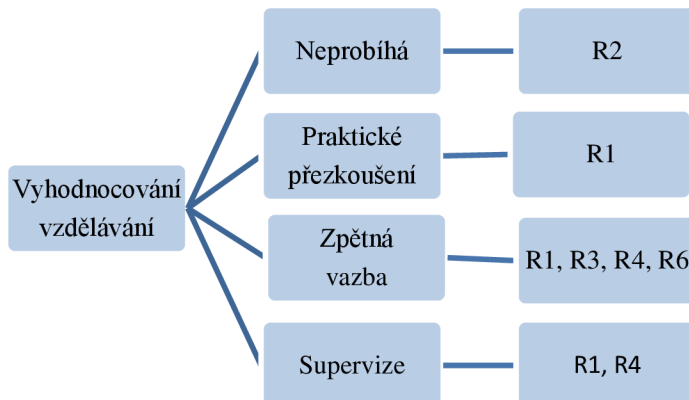 Neprobíhá
R2
Praktické
přezkoušení
R1
Vyhodnocování
vzdělávání
Zpětná
vazba
R1, R3, R4, R6
Supervize
R1, R4